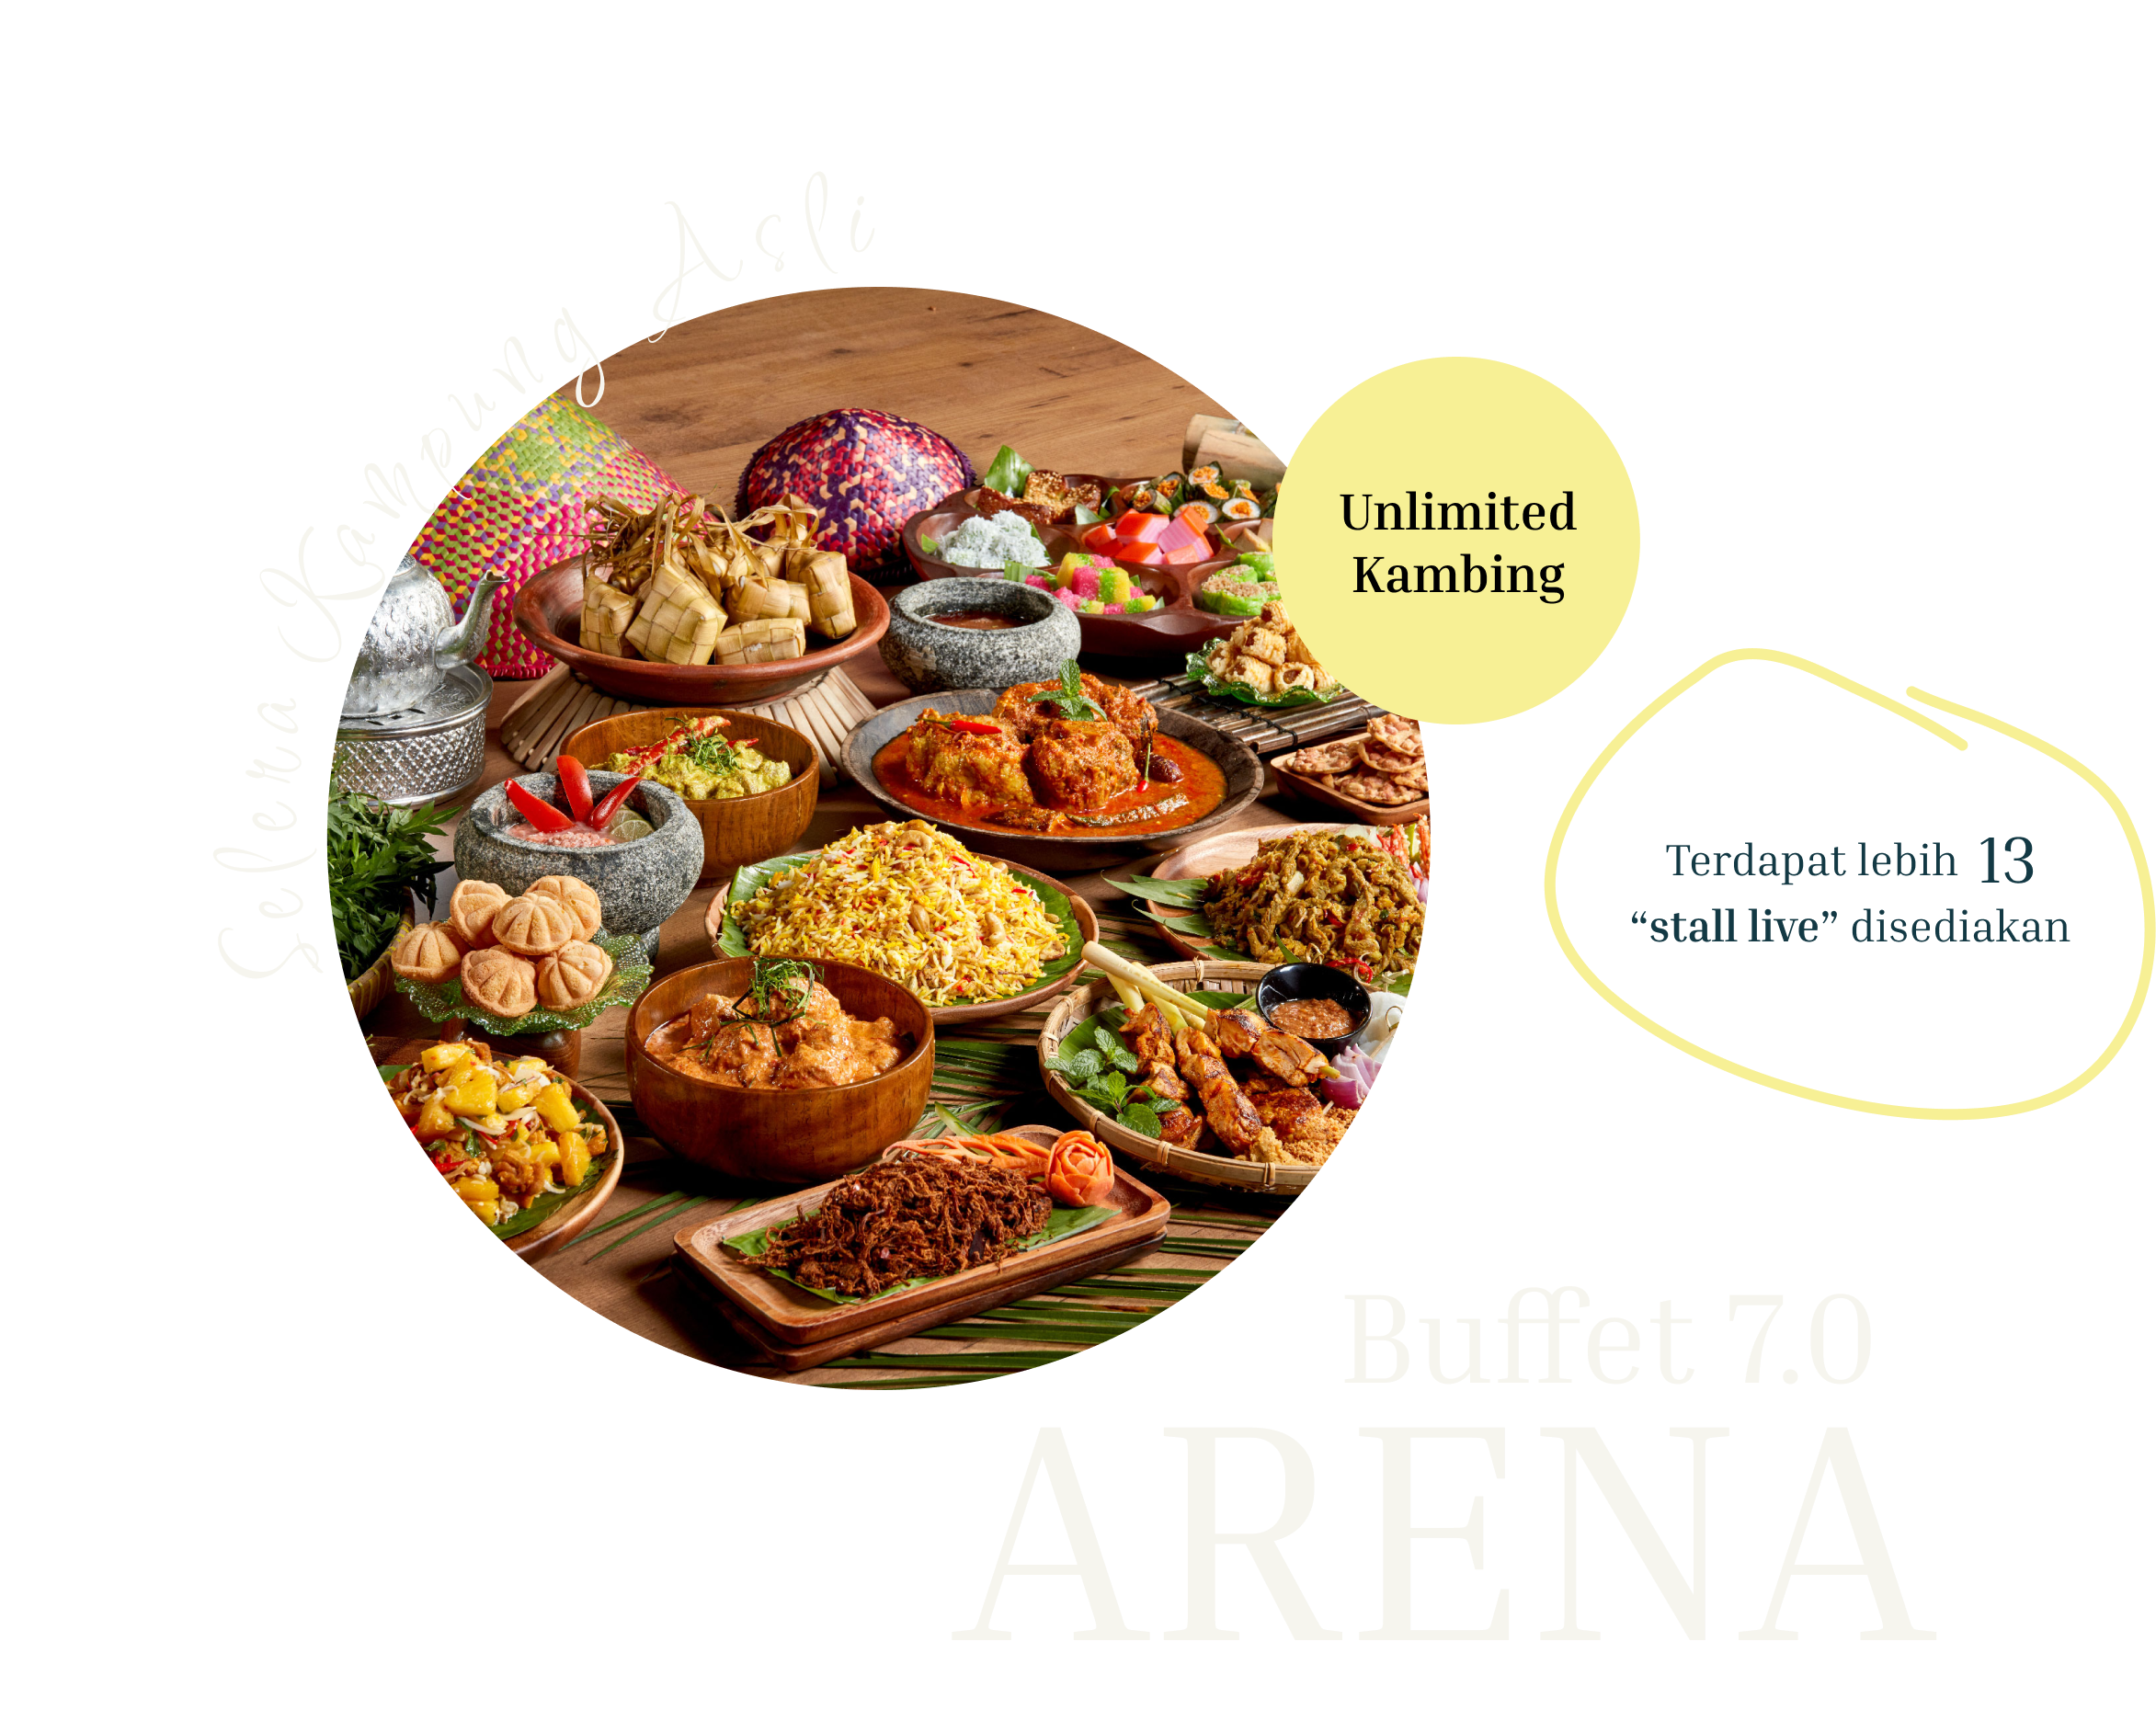 Selera Kampung Asli
Unlimited
Kambing
Terdapat lebih 13
“stall live” disediakan
Buffet 7.0
ARENA